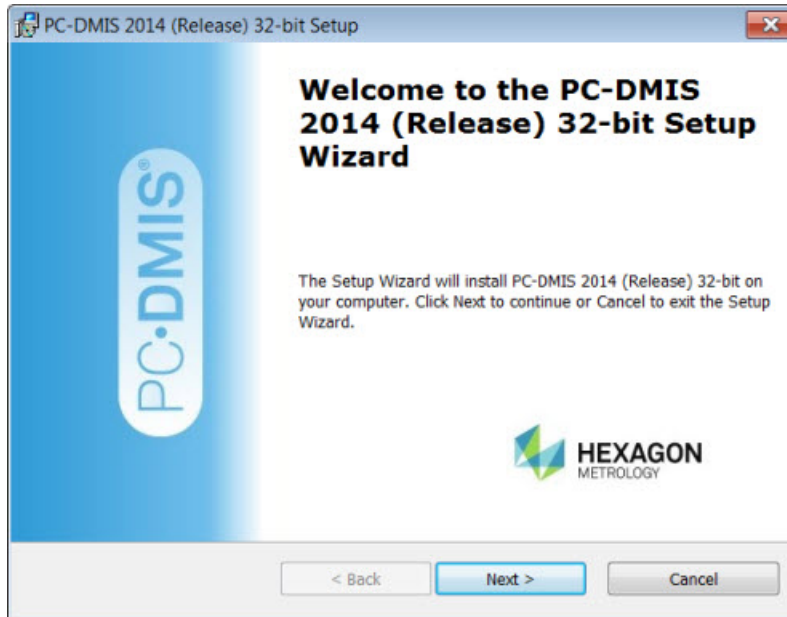 PC-DMIS 2014 (Release) 32-bit Setup
Welcome to the PC-DMIS
2014 (Release) 32-bit Setup
Wizard
PC•DMIS®
The Setup Wizard will install PC-DMIS 2014 (Release) 32-bit on
your computer. Click Next to continue or Cancel to exit the Setup
Wizard.
HEXAGON
METROLOGY
< Back
Next >
Cancel